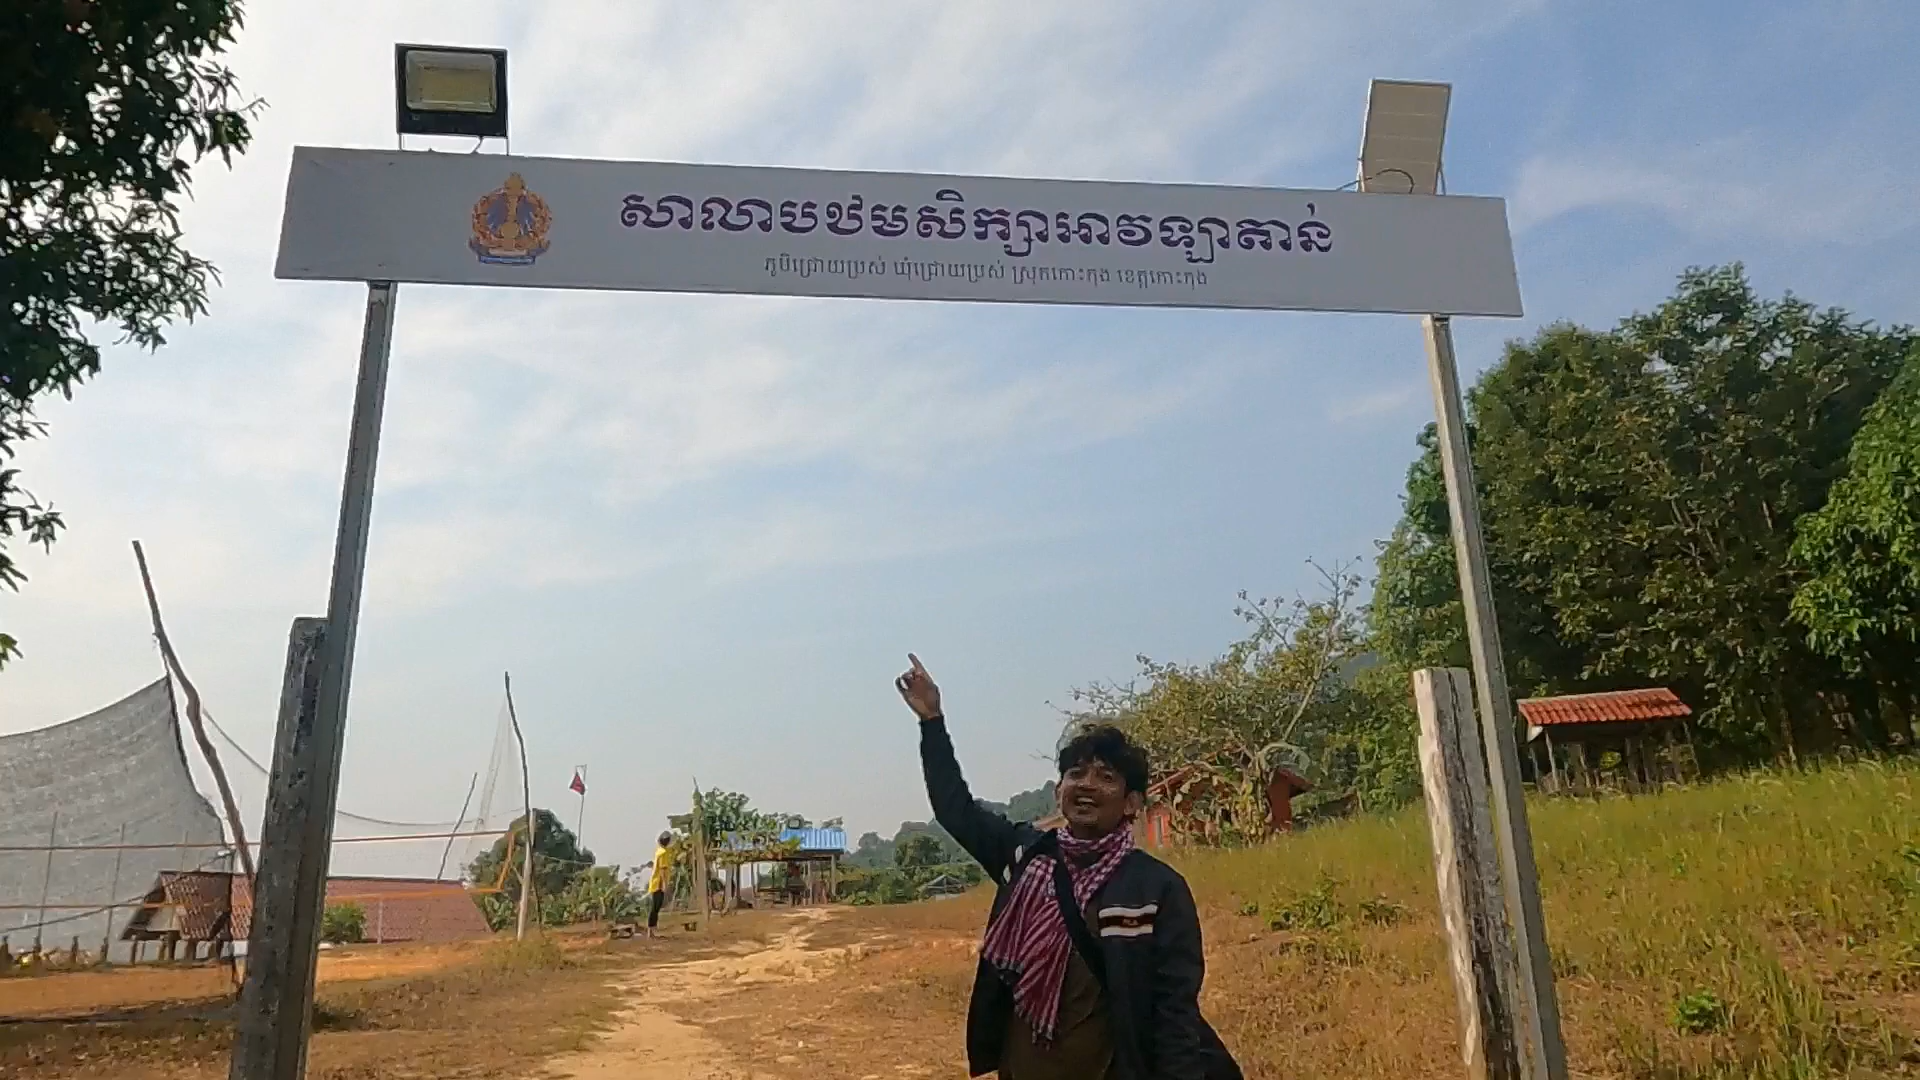 សាលាបឋមសិក្សាអាវឡាតាន់
ភូមិជ្រោយប្រស់ ឃុំជ្រោយប្រស់ ស្រុកកោះកុង ខេត្តកោះកុង